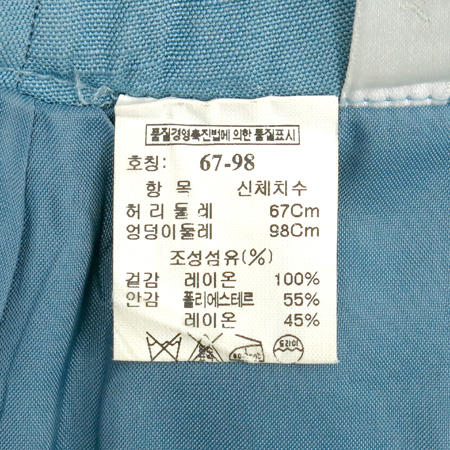 품질경영촉진법에 의한 품질표시
호칭: 67-98
항 목 신체치수
허리둘레 67Cm
엉덩이둘레 98Cm
조성섬유(%)
겉감 레이온 100%
안감 폴리에스테르 55%
레이온 45%
드라이